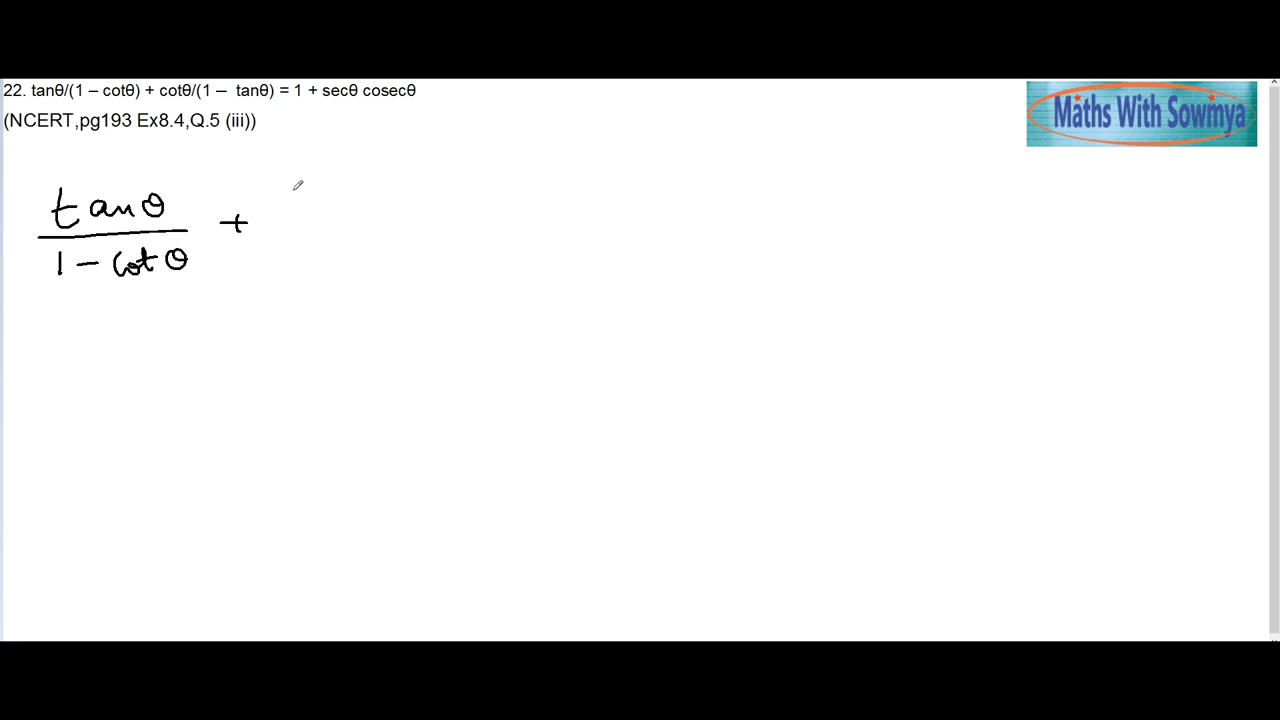 22. tanθ/(1 – cotθ) + cotθ/(1 – tanθ) = 1 + secθ cosecθ
(NCERT,pg193 Ex8.4,Q.5 (iii))
Maths With Sowmya
tanθ
+
1 - cotθ